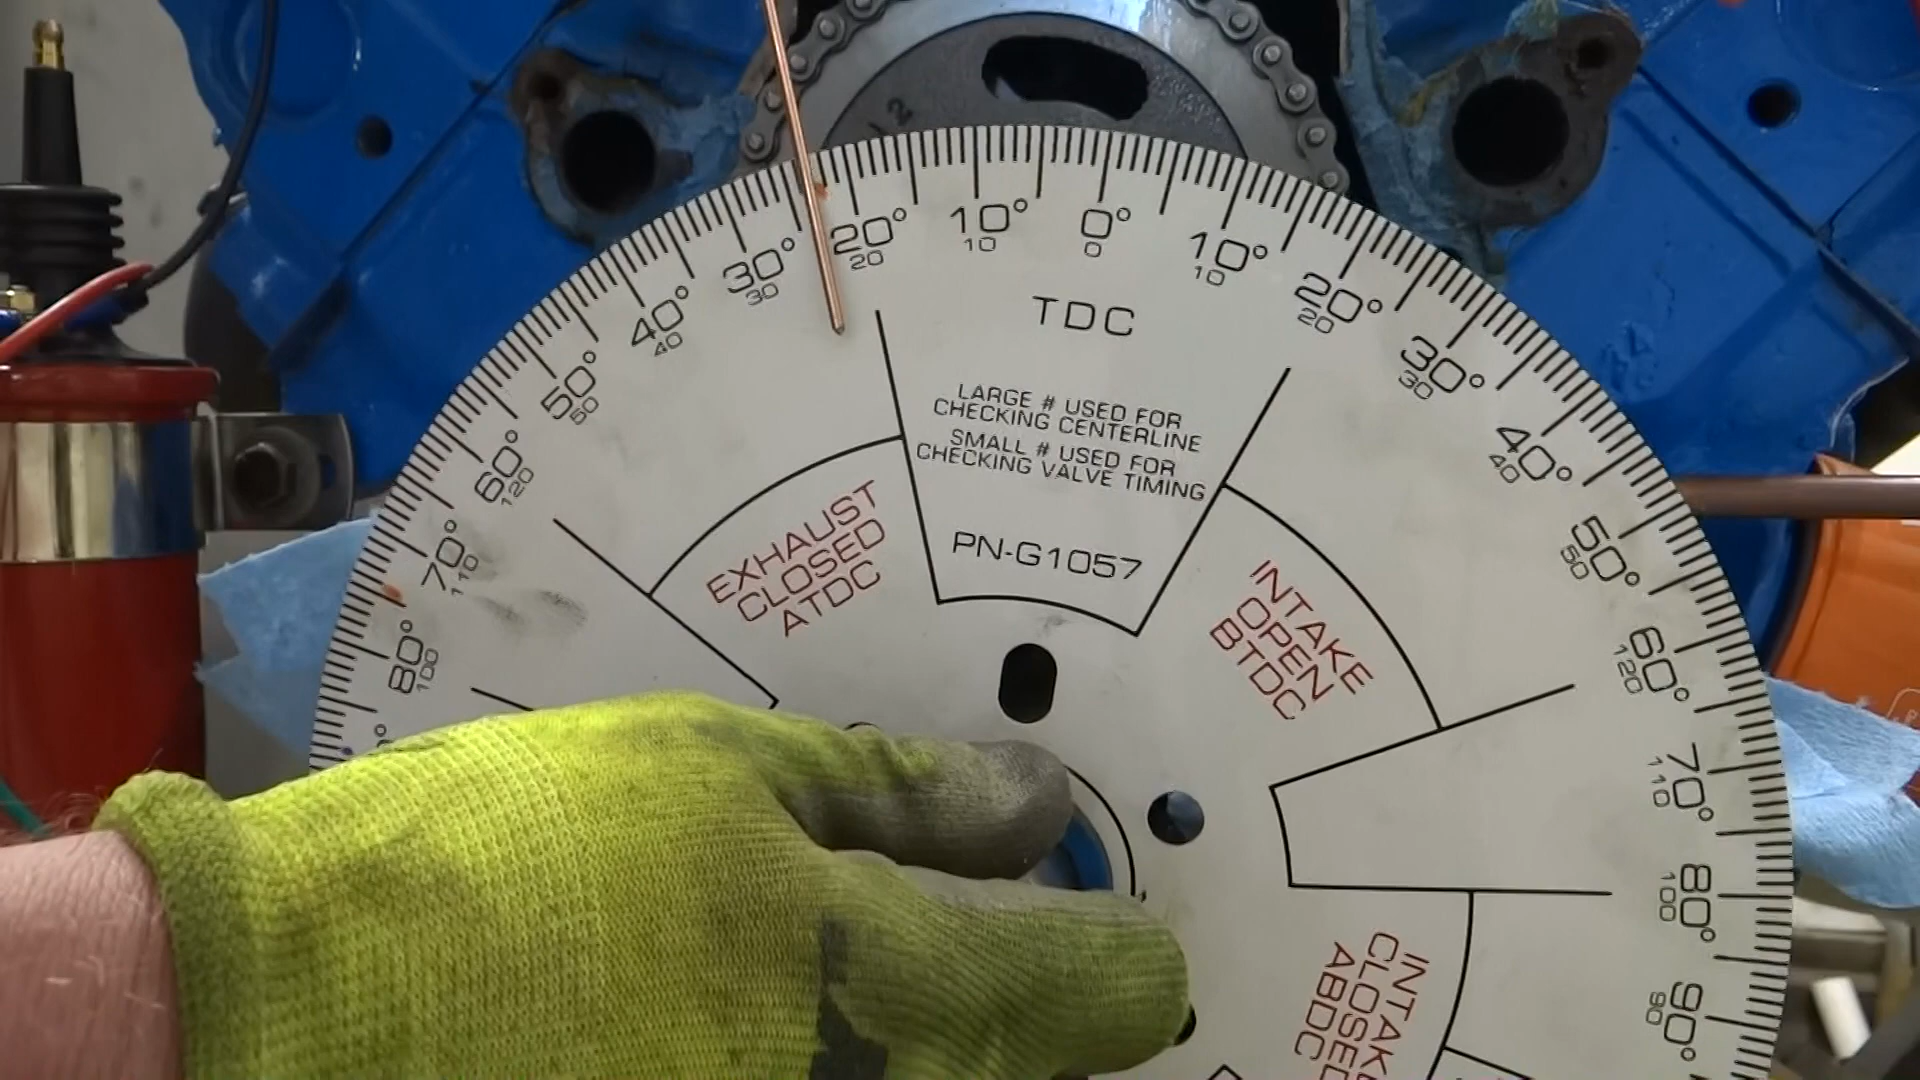 12
20°
20
10°
10
0°
0
10°
10
20°
20
30°
30
40°
40
50°
50
60°
120
70°
110
80°
100
30°
30
40°
40
50°
50
60°
120
70°
110
80°
100
90°
90
TDC
LARGE # USED FOR
CHECKING CENTERLINE
SMALL # USED FOR
CHECKING VALVE TIMING
PN-G1057
EXHAUST
CLOSED
ATDC
INTAKE
OPEN
BTDC
INTAKE
CLOSED
ABDC